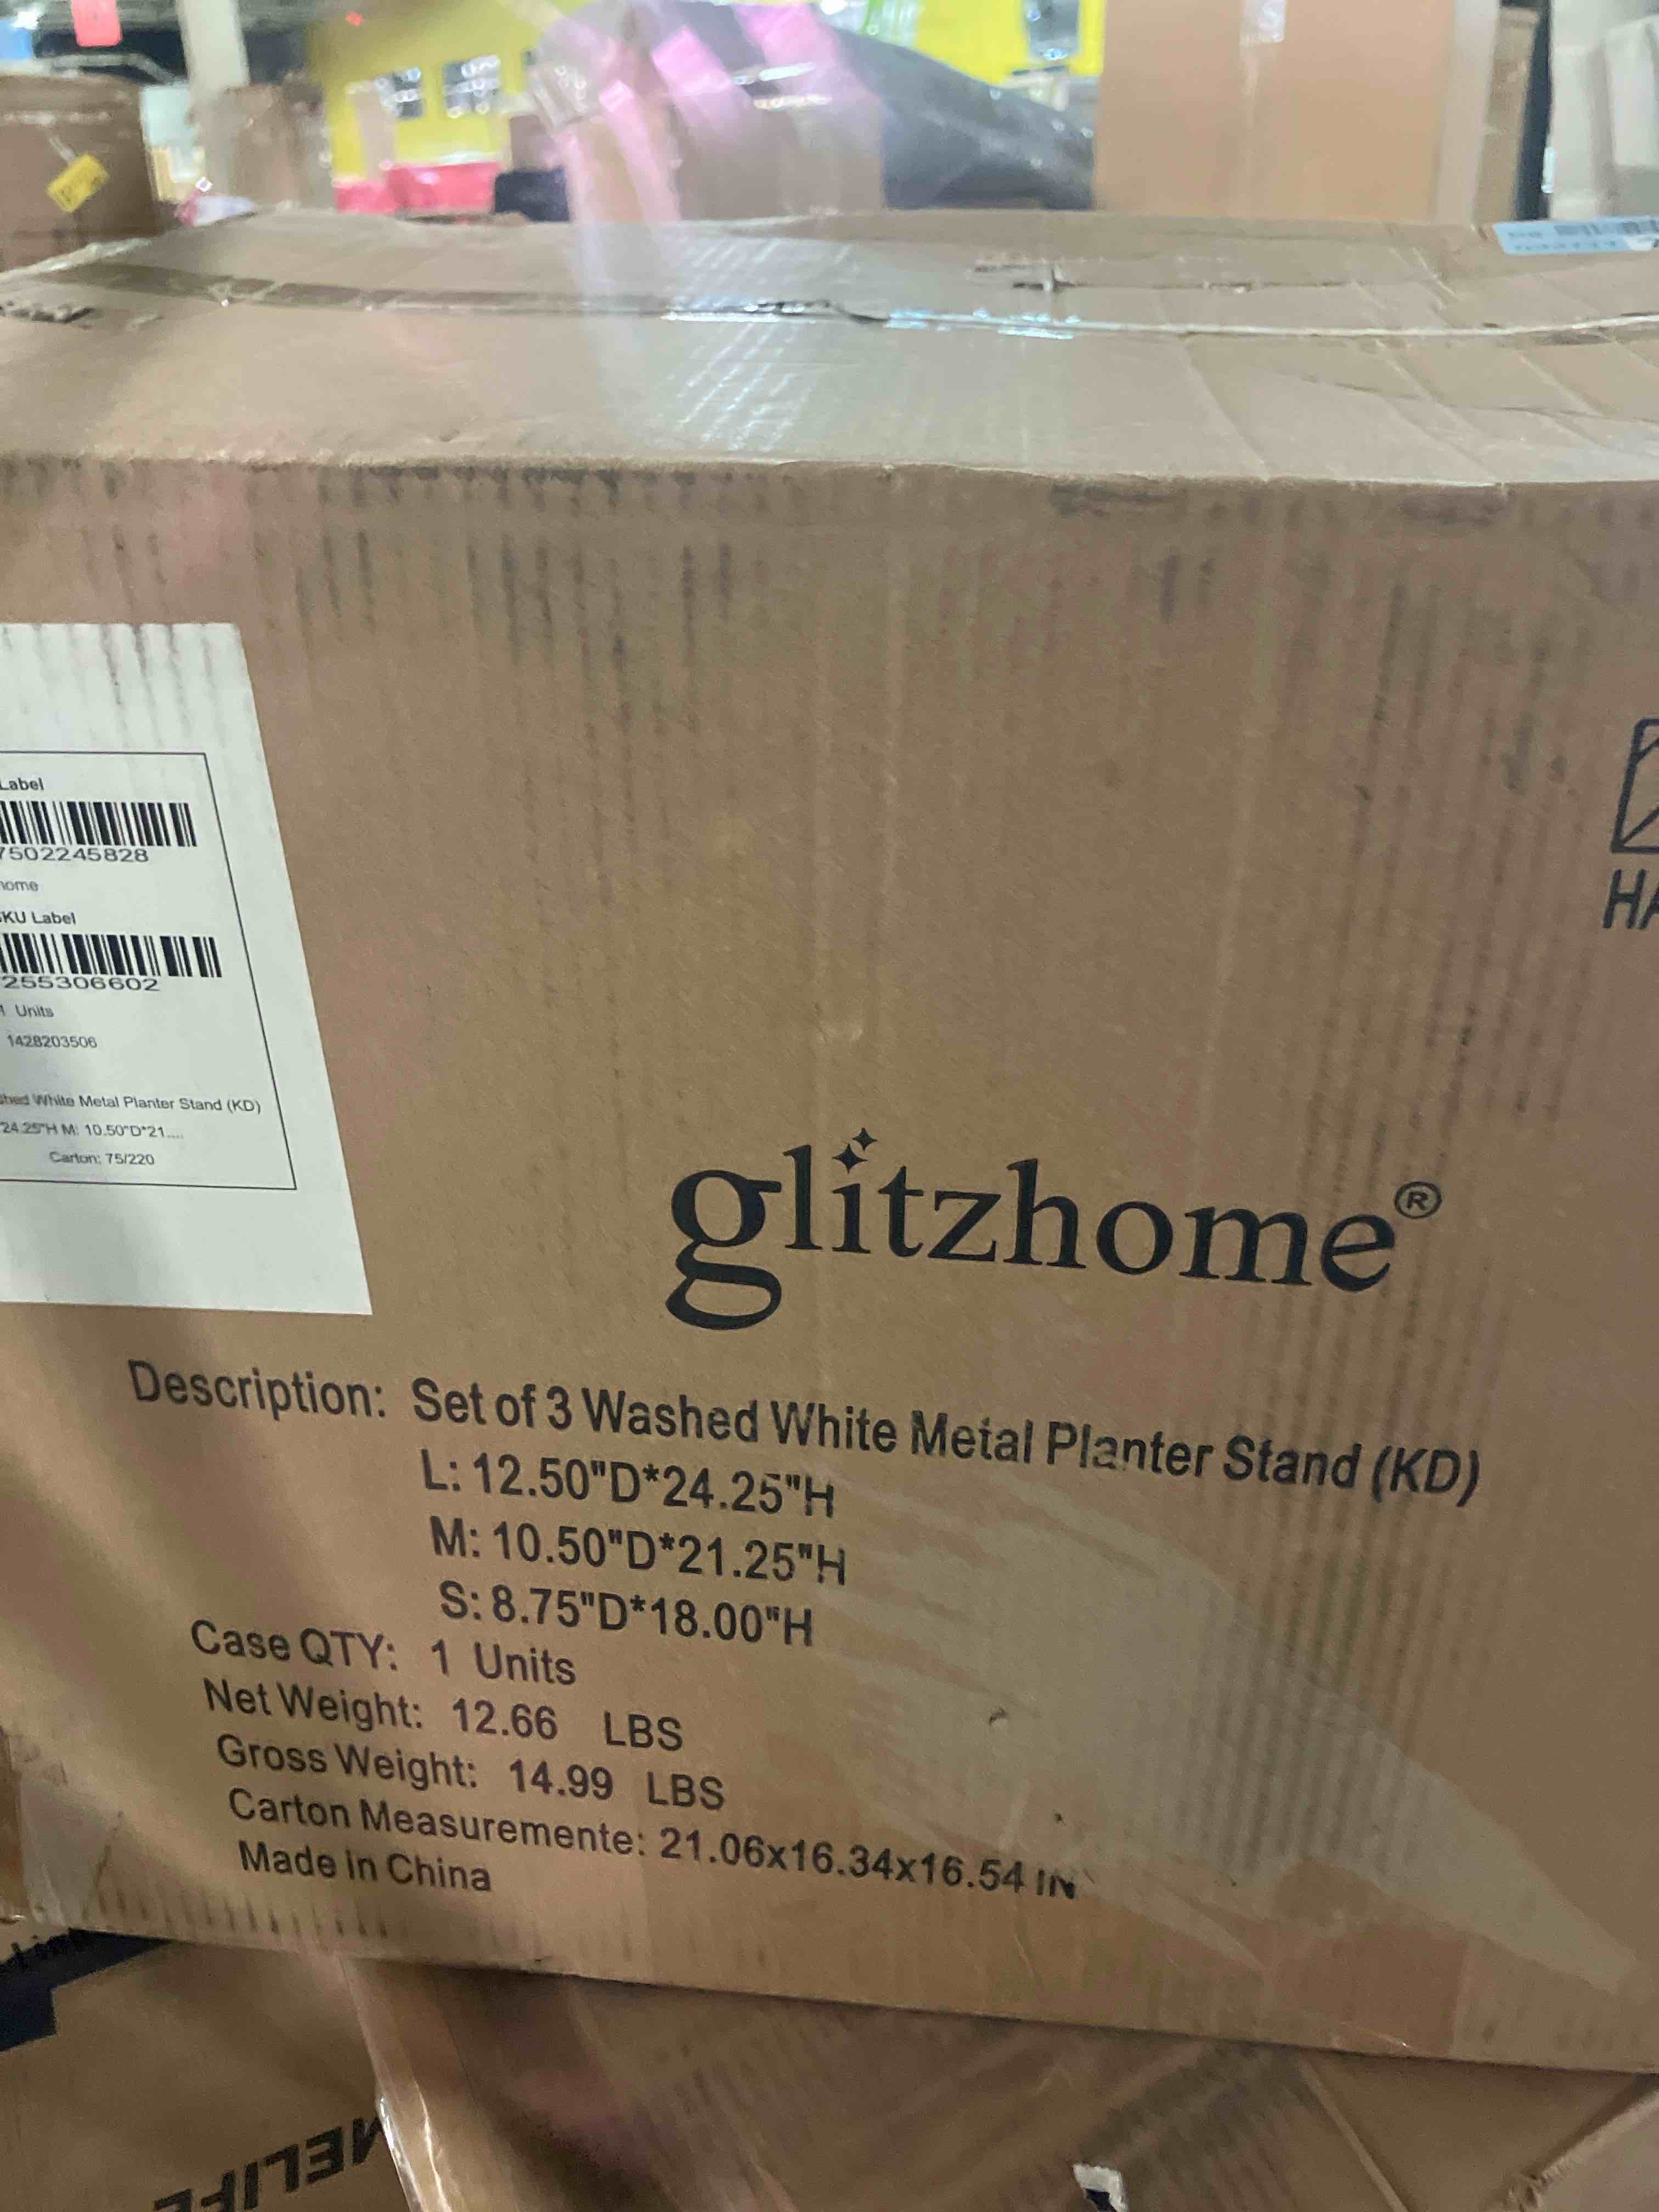 Label
7502245828
home
SKU Label
255306602
1 Units
1428203506
shed White Metal Planter Stand (KD)
24.25"H M: 10.50"D*21....
Carton: 75/220
HA
glitzhome®
Description: Set of 3 Washed White Metal Planter Stand (KD)
L: 12.50"D*24.25"H
M: 10.50"D*21.25"H
S: 8.75"D*18.00"H
Case QTY: 1 Units
Net Weight: 12.66 LBS
Gross Weight: 14.99 LBS
Carton Measuremente: 21.06x16.34x16.54 IN
Made in China